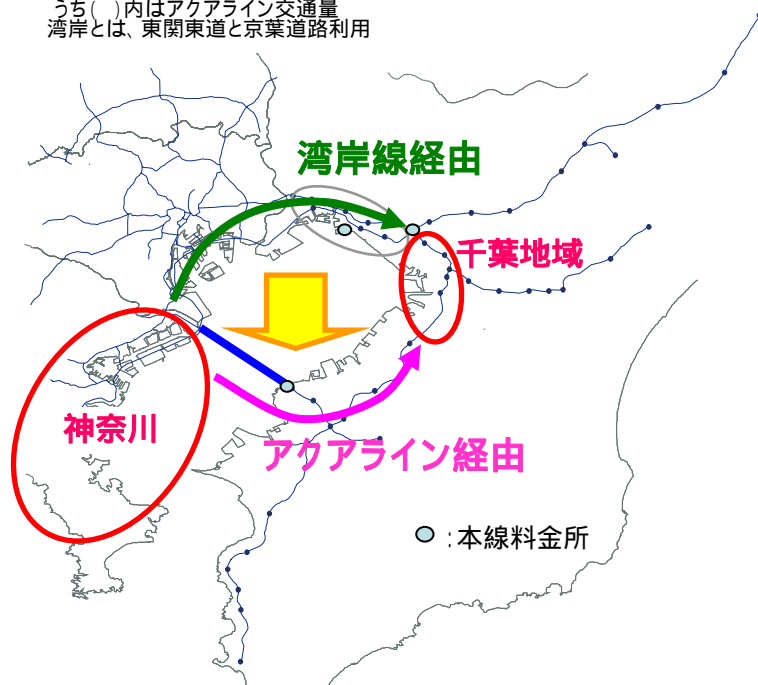 うち( )内はアクアライン交通量
湾岸とは、東関東道と京葉道路利用
湾岸線経由
千葉地域
神奈川
アクアライン経由
:本線料金所